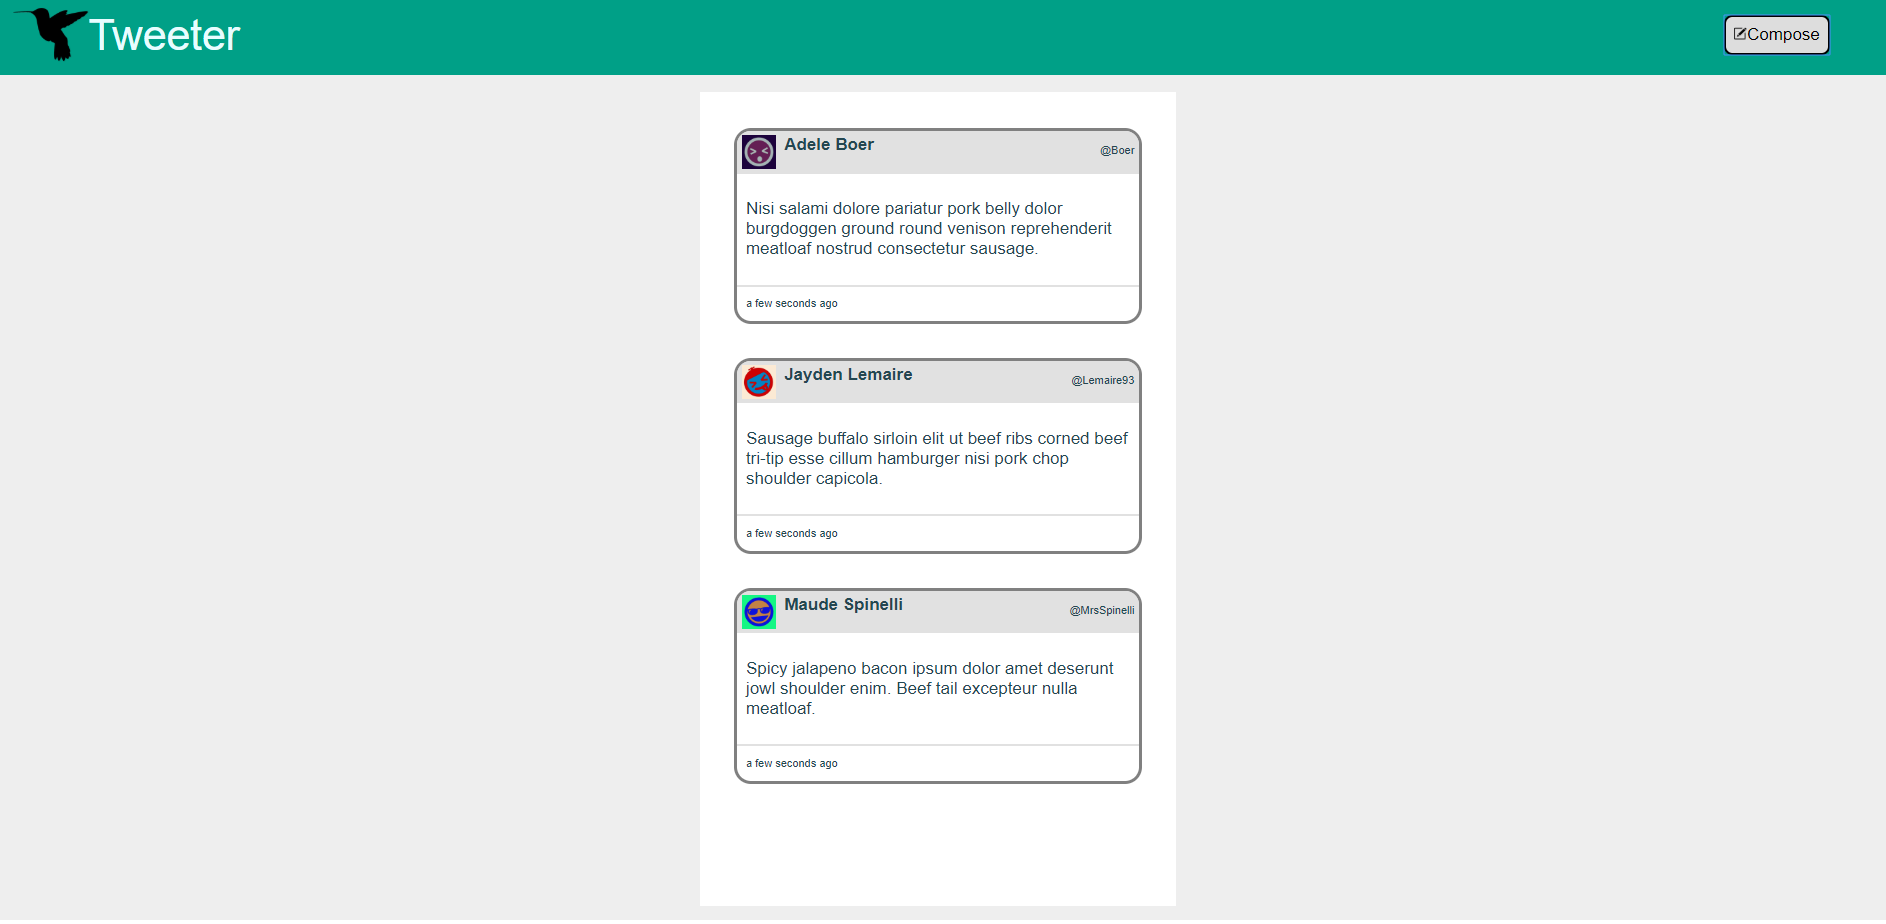 Tweeter
Compose
Adele Boer
@Boer
Nisi salami dolore pariatur pork belly dolor
burgdoggen ground round venison reprehenderit
meatloaf nostrud consectetur sausage.
a few seconds ago
Jayden Lemaire
@Lemaire93
Sausage buffalo sirloin elit ut beef ribs corned beef
tri-tip esse cillum hamburger nisi pork chop
shoulder capicola.
a few seconds ago
Maude Spinelli
@MrsSpinelli
Spicy jalapeno bacon ipsum dolor amet deserunt
jowl shoulder enim. Beef tail excepteur nulla
meatloaf.
a few seconds ago